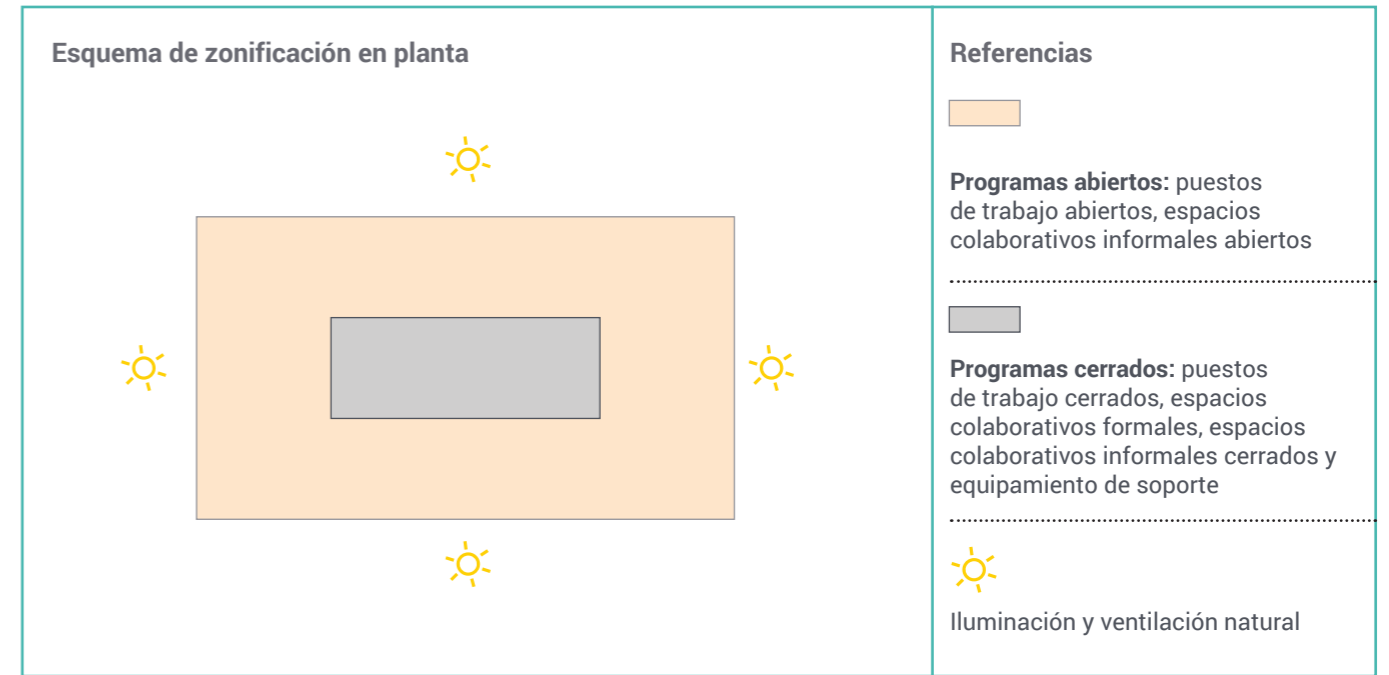 Esquema de zonificación en planta
Referencias
Programas abiertos: puestos
de trabajo abiertos, espacios
colaborativos informales abiertos
Programas cerrados: puestos
de trabajo cerrados, espacios
colaborativos formales, espacios
colaborativos informales cerrados y
equipamiento de soporte
Iluminación y ventilación natural